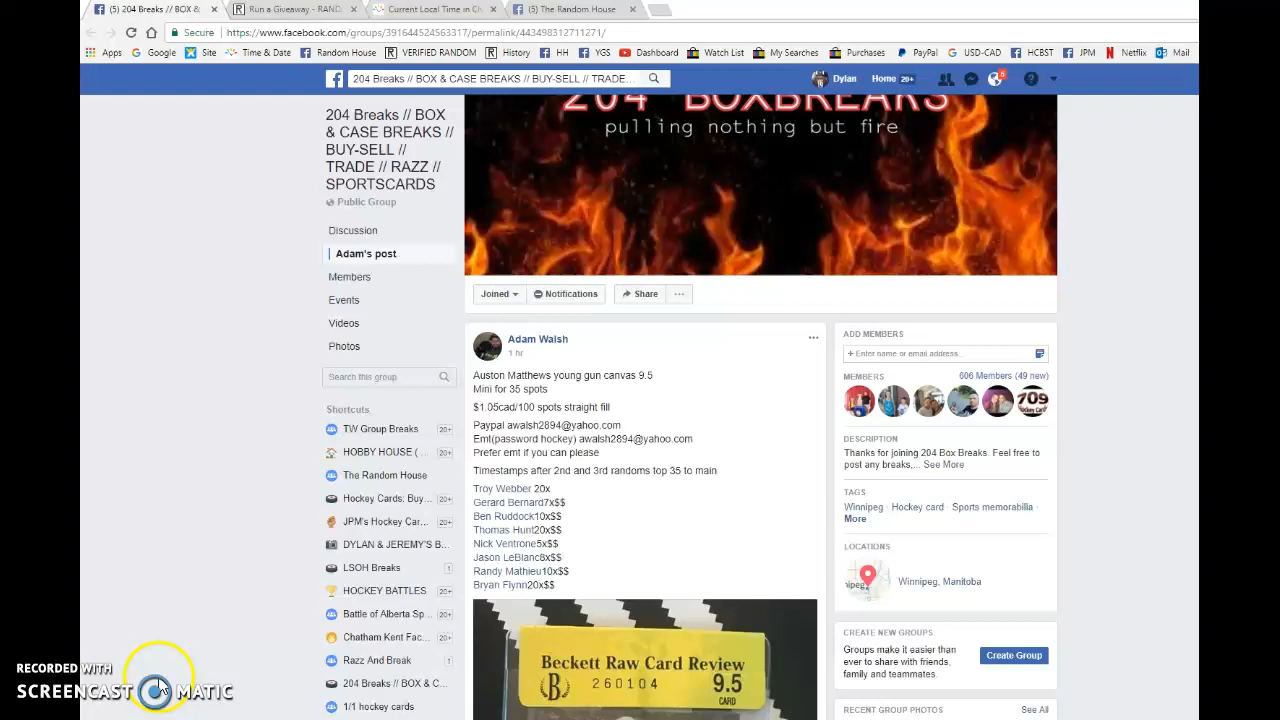 (5) 204 Breaks // BOX &
Run a Giveaway - RAND
Current Local Time in Ch
(5) The Random House
Secure
https://www.facebook.com/groups/391644524563317/permalink/443498312711271/
Apps
Google
Site
Time & Date
Random House
VERIFIED RANDOM
History
HH
YGS
Dashboard
Watch List
My Searches
Purchases
PayPal
USD-CAD
HCBST
JPM
Netflix
Mail
204 Breaks // BOX & CASE BREAKS // BUY-SELL // TRADE...
Dylan
Home 20+
6
204 BOXBREAKS
pulling nothing but fire
204 Breaks // BOX
& CASE BREAKS //
BUY-SELL //
TRADE // RAZZ //
SPORTSCARDS
Public Group
Discussion
Adam's post
Members
Events
Videos
Photos
Search this group
Shortcuts
TW Group Breaks 20+
HOBBY HOUSE ( ... 20+
The Random House
Hockey Cards: Buy... 20+
JPM's Hockey Car... 20+
DYLAN & JEREMY'S B...
LSOH Breaks 1
HOCKEY BATTLES 20+
Battle of Alberta Sp... 20+
Chatham Kent Fac... 20+
Razz And Break 1
204 Breaks // BOX & C... 20+
1/1 hockey cards 20+
Joined
Notifications
Share
...
Adam Walsh
1 hr
Auston Matthews young gun canvas 9.5
Mini for 35 spots
$1.05cad/100 spots straight fill
Paypal awalsh2894@yahoo.com
Emt(password hockey) awalsh2894@yahoo.com
Prefer emt if you can please
Timestamps after 2nd and 3rd randoms top 35 to main
Troy Webber 20x
Gerard Bernard7x$$
Ben Ruddock10x$$
Thomas Hunt20x$$
Nick Ventrone5x$$
Jason LeBlanc8x$$
Randy Mathieu10x$$
Bryan Flynn20x$$
Beckett Raw Card Review
B 260104 9.5
CARD
ADD MEMBERS
+ Enter name or email address...
MEMBERS 606 Members (49 new)
709
DESCRIPTION
Thanks for joining 204 Box Breaks. Feel free to
post any breaks,... See More
TAGS
Winnipeg · Hockey card · Sports memorabilia ·
More
LOCATIONS
Winnipeg, Manitoba
CREATE NEW GROUPS
Groups make it easier than
ever to share with friends,
family and teammates.
Create Group
RECENT GROUP PHOTOS See All
RECORDED WITH
SCREENCAST MATIC